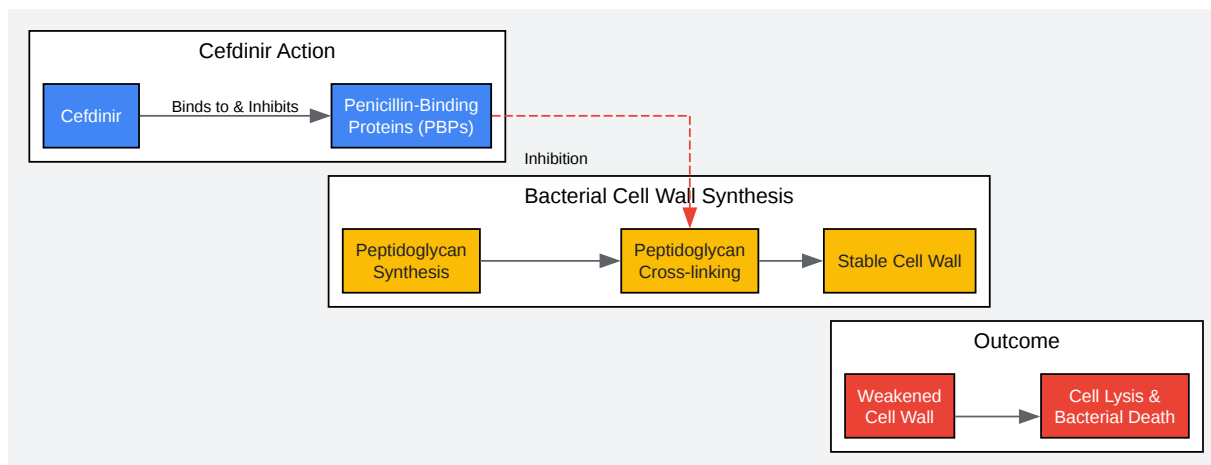 Cefdinir Action
Cefdinir
Binds to & Inhibits
Penicillin-Binding
Proteins (PBPs)
Inhibition
Bacterial Cell Wall Synthesis
Peptidoglycan
Synthesis
Peptidoglycan
Cross-linking
Stable Cell Wall
Outcome
Weakened
Cell Wall
Cell Lysis &
Bacterial Death